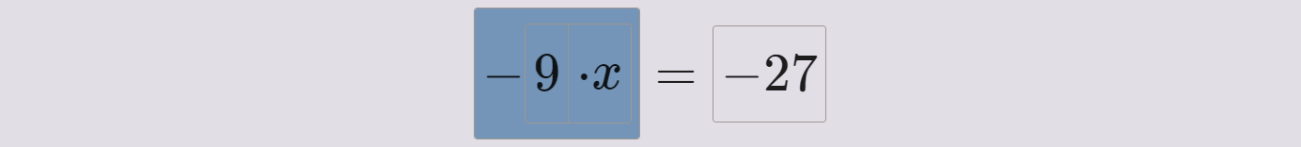 −9 · x = −27